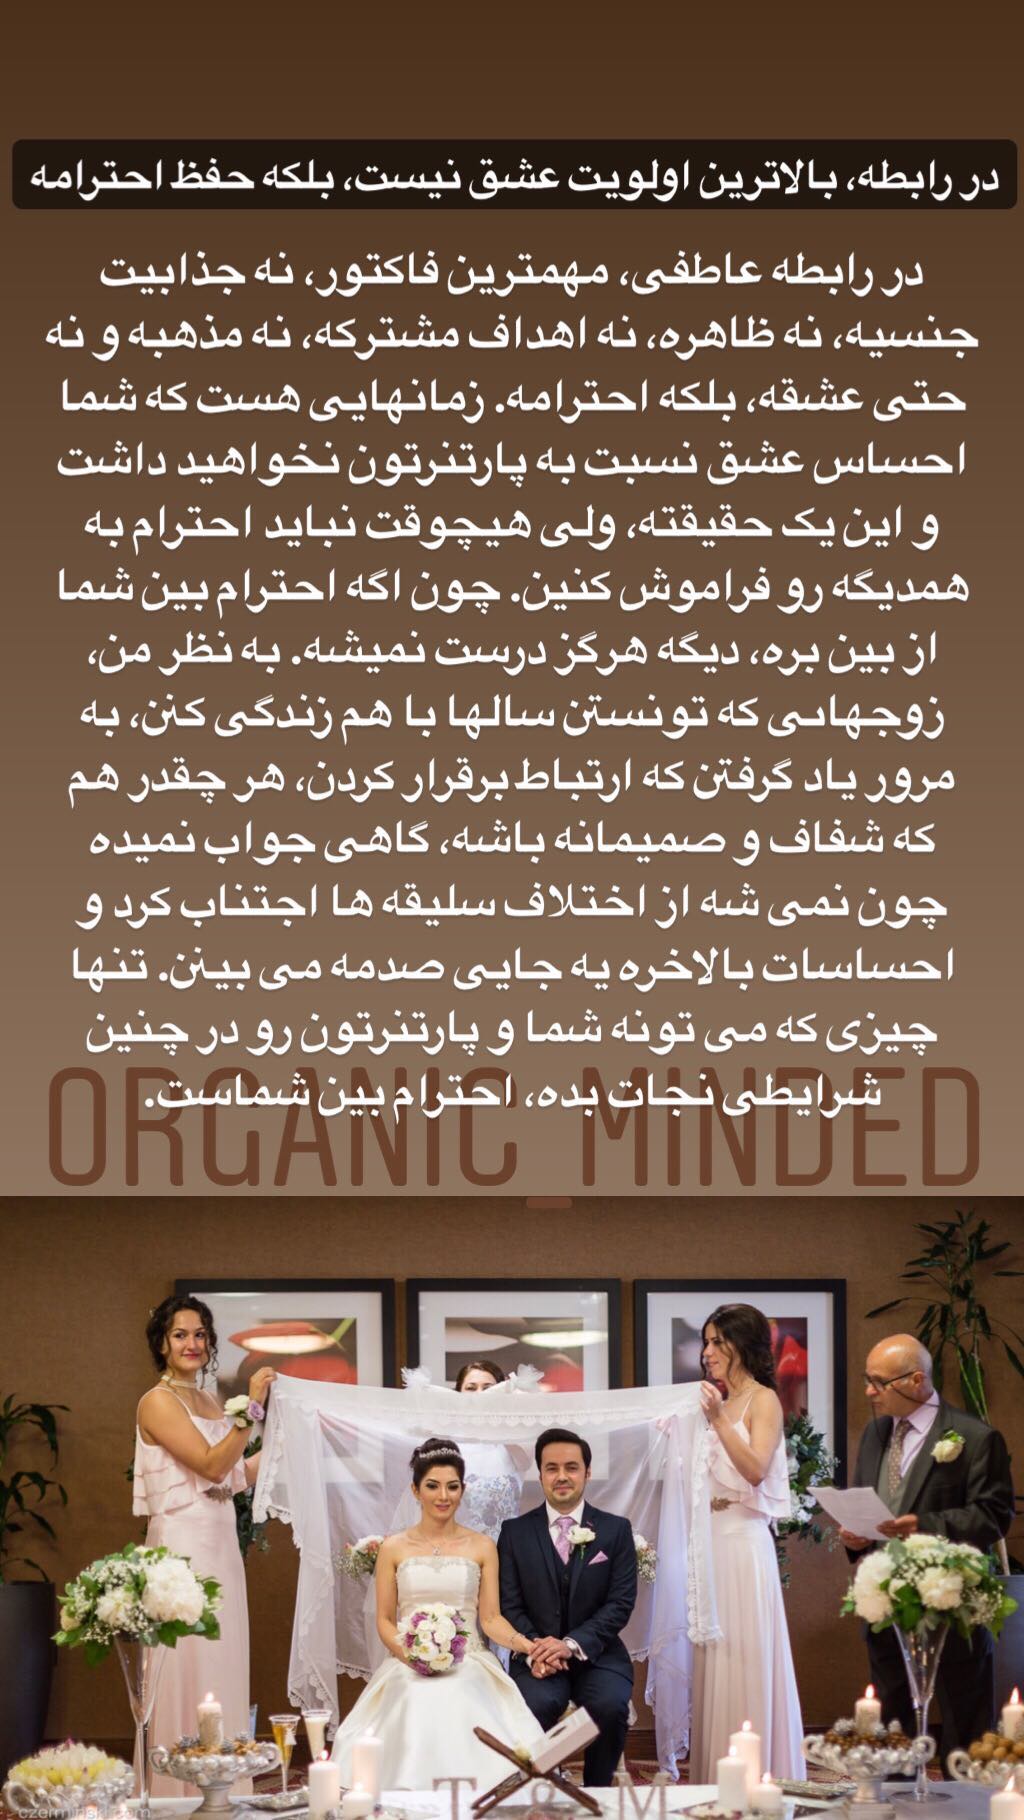 در رابطه، بالاترین اولویت عشق نیست، بلکه حفظ احترامه
در رابطه عاطفی، مهمترین فاکتور، نه جذابیت
جنسیه، نه ظاهره، نه اهداف مشترکه، نه مذهبه و نه
حتی عشقه، بلکه احترامه. زمانهایی هست که شما
احساس عشق نسبت به پارتنرتون نخواهید داشت
و این یک حقیقته، ولی هیچوقت نباید احترام به
همدیگه رو فراموش کنین. چون اگه احترام بین شما
از بین بره، دیگه هرگز درست نمیشه. به نظر من،
زوجهایی که تونستن سالها با هم زندگی کنن، به
مرور یاد گرفتن که ارتباط برقرار کردن، هر چقدر هم
که شفاف و صمیمانه باشه، گاهی جواب نمیده
چون نمی شه از اختلاف سلیقه ها اجتناب کرد و
احساسات بالاخره یه جایی صدمه می بینن. تنها
چیزی که می تونه شما و پارتنرتون رو در چنین
شرایطی نجات بده، احترام بین شماست.
ORGANIC_MINDED
T & M
czerminski.com